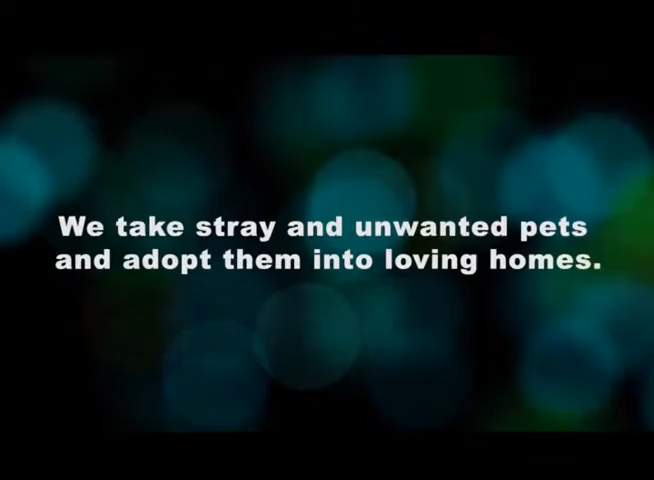 We take stray and unwanted pets
and adopt them into loving homes.